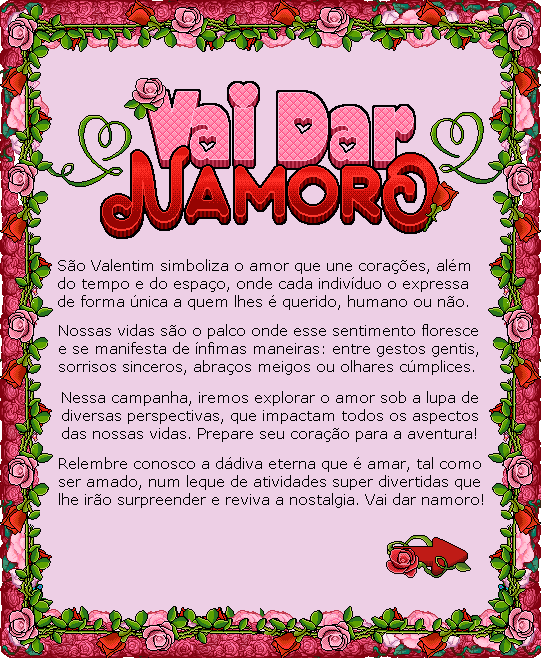 Vai Dar
Namoro
São Valentim simboliza o amor que une corações, além
do tempo e do espaço, onde cada indivíduo o expressa
de forma única a quem lhes é querido, humano ou não.
Nossas vidas são o palco onde esse sentimento floresce
e se manifesta de ínfimas maneiras: entre gestos gentis,
sorrisos sinceros, abraços meigos ou olhares cúmplices.
Nessa campanha, iremos explorar o amor sob a lupa de
diversas perspectivas, que impactam todos os aspectos
das nossas vidas. Prepare seu coração para a aventura!
Relembre conosco a dádiva eterna que é amar, tal como
ser amado, num leque de atividades super divertidas que
lhe irão surpreender e reviva a nostalgia. Vai dar namoro!